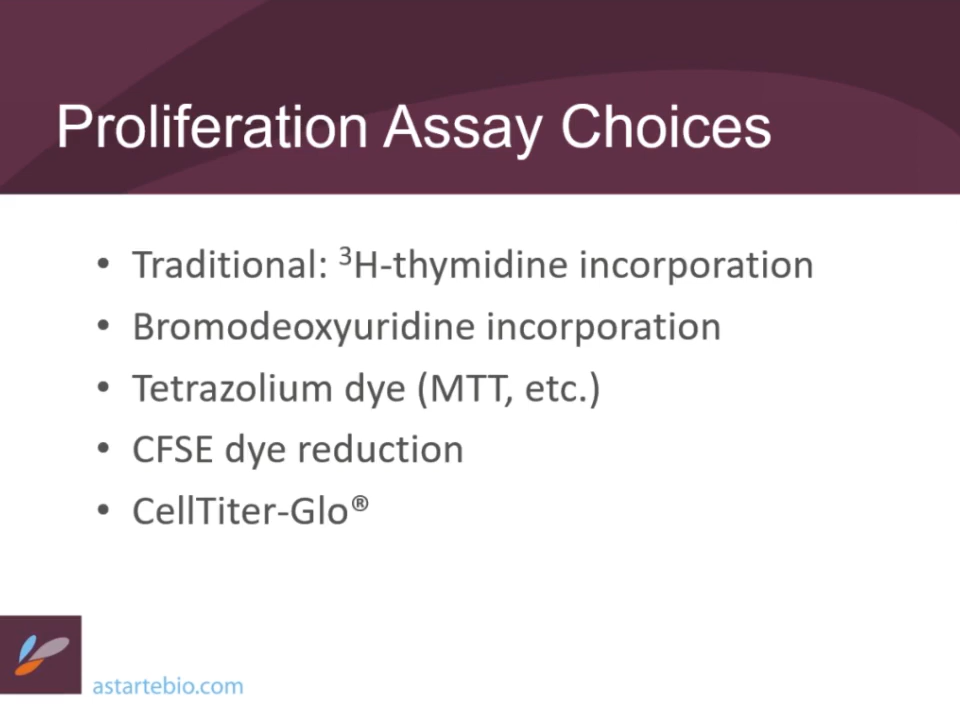 Proliferation Assay Choices
• Traditional: ³H-thymidine incorporation
• Bromodeoxyuridine incorporation
• Tetrazolium dye (MTT, etc.)
• CFSE dye reduction
• CellTiter-Glo®
astartebio.com